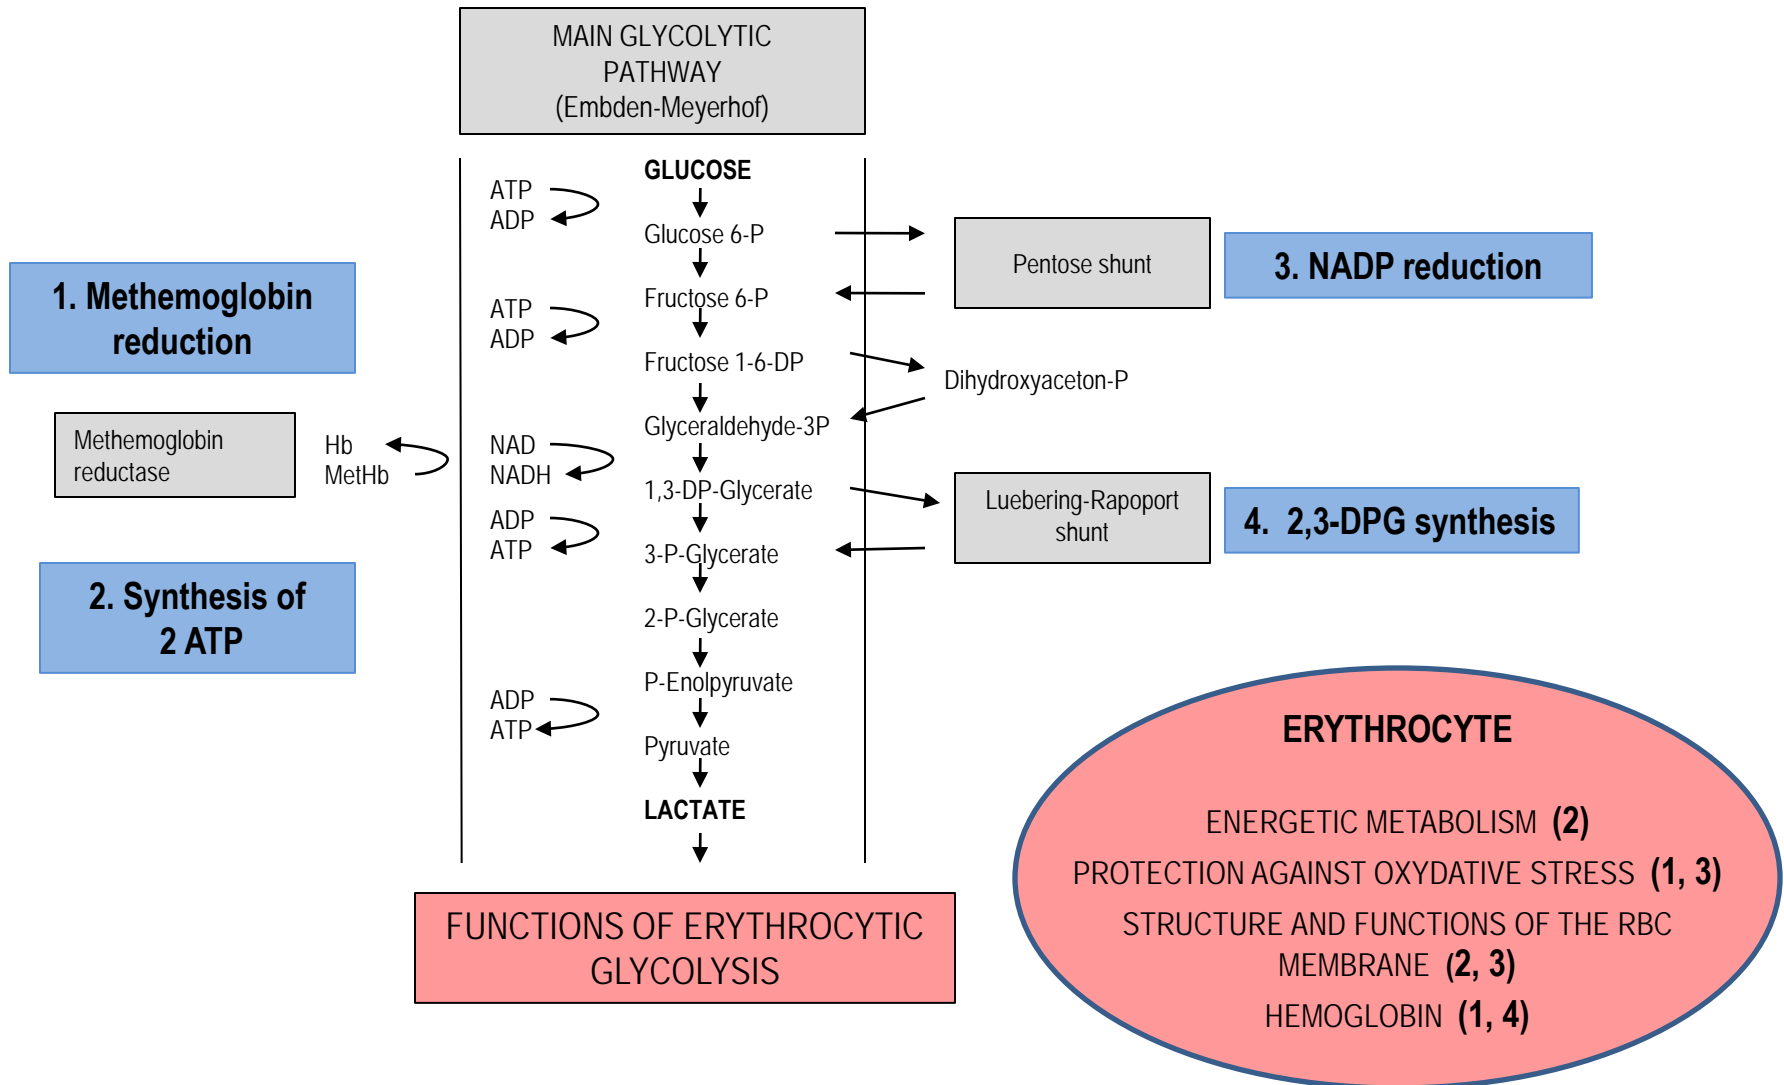 MAIN GLYCOLYTIC
PATHWAY
(Embden-Meyerhof)
GLUCOSE
ATP
ADP
Glucose 6-P
Pentose shunt
3. NADP reduction
1. Methemoglobin
reduction
Fructose 6-P
ATP
ADP
Fructose 1-6-DP
Dihydroxyaceton-P
Glyceraldehyde-3P
Methemoglobin
reductase
Hb
MetHb
NAD
NADH
1,3-DP-Glycerate
Luebering-Rapoport
shunt
4. 2,3-DPG synthesis
ADP
ATP
3-P-Glycerate
2. Synthesis of
2 ATP
2-P-Glycerate
P-Enolpyruvate
ADP
ATP
Pyruvate
LACTATE
FUNCTIONS OF ERYTHROCYTIC
GLYCOLYSIS
ERYTHROCYTE
ENERGETIC METABOLISM (2)
PROTECTION AGAINST OXYDATIVE STRESS (1, 3)
STRUCTURE AND FUNCTIONS OF THE RBC
MEMBRANE (2, 3)
HEMOGLOBIN (1, 4)